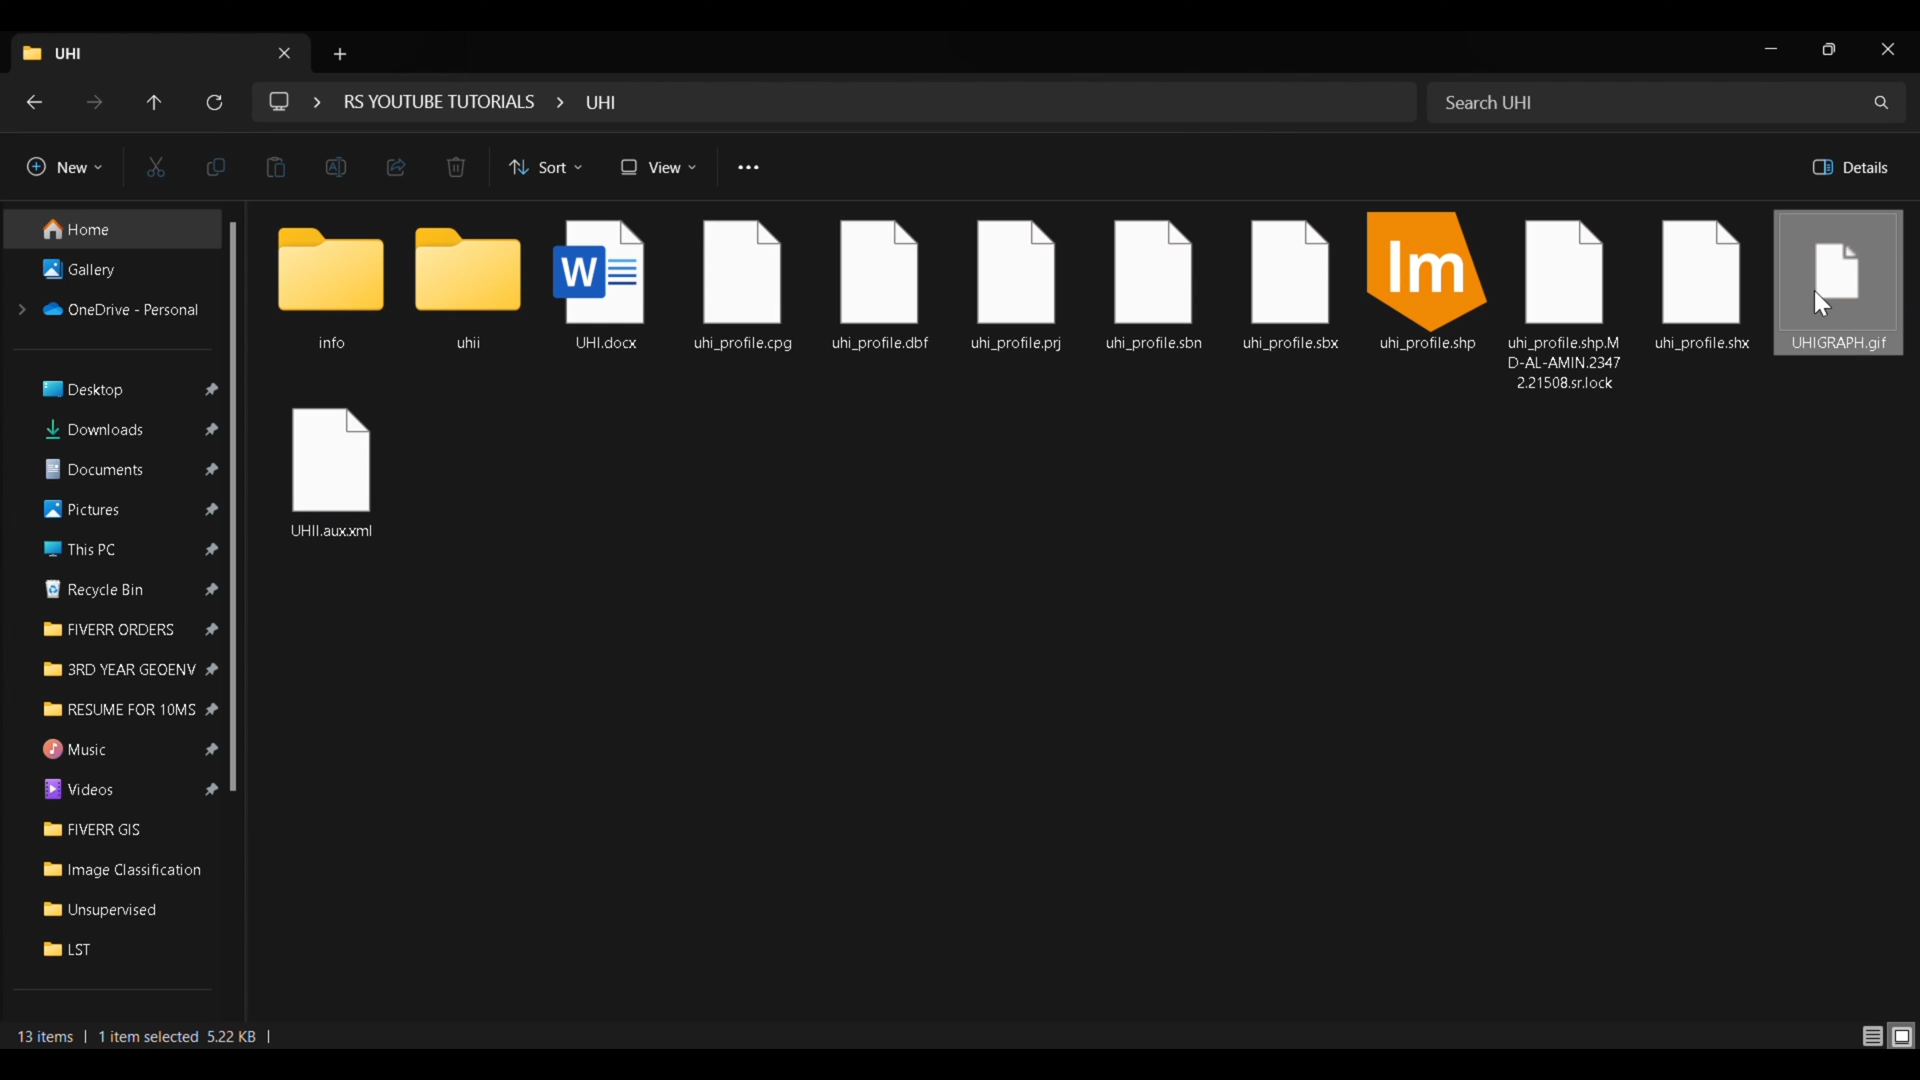 UHI
RS YOUTUBE TUTORIALS > UHI
Search UHI
New
Sort
View
Details
Home
Gallery
OneDrive - Personal
Desktop
Downloads
Documents
Pictures
This PC
Recycle Bin
FIVERR ORDERS
3RD YEAR GEOENV
RESUME FOR 10MS
Music
Videos
FIVERR GIS
Image Classification
Unsupervised
LST
W
Im
info
uhii
UHI.docx
uhi_profile.cpg
uhi_profile.dbf
uhi_profile.prj
uhi_profile.sbn
uhi_profile.sbx
uhi_profile.shp
uhi_profile.shp.M
D-AL-AMIN.2347
2.21508.sr.lock
uhi_profile.shx
UHIGRAPH.gif
UHII.aux.xml
13 items | 1 item selected 5.22 KB |